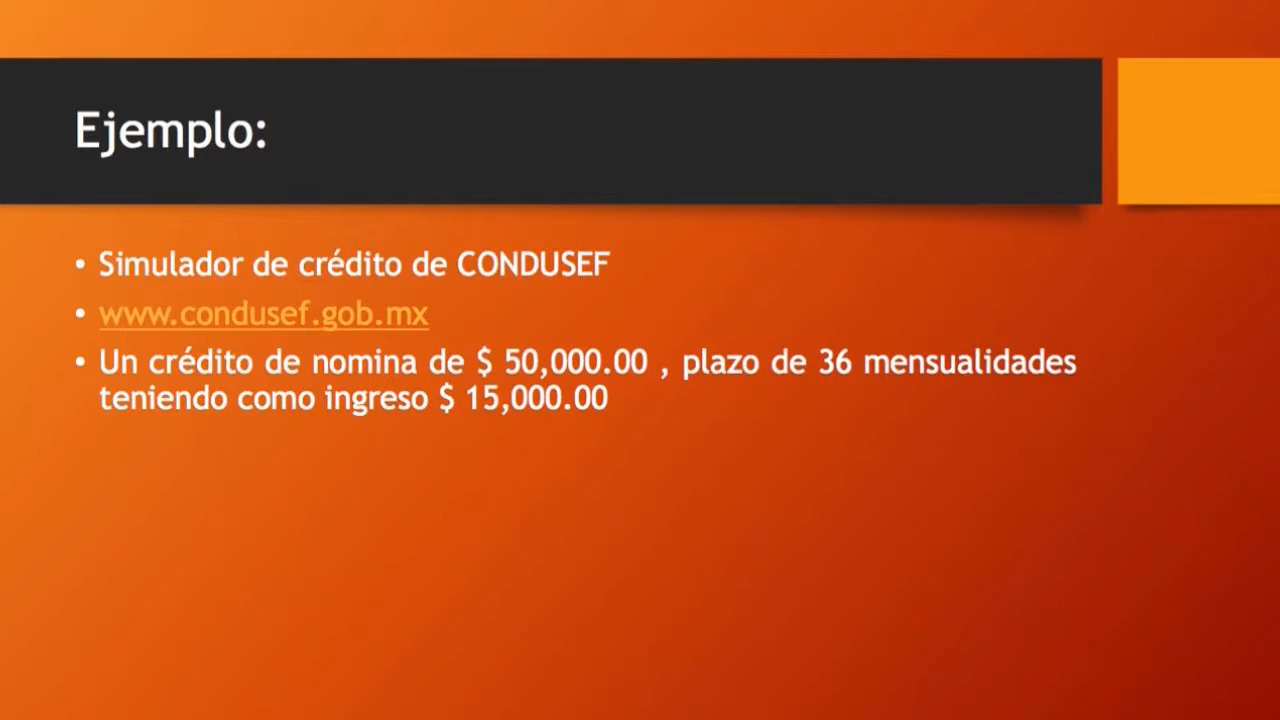 Ejemplo:
• Simulador de crédito de CONDUSEF
• www.condusef.gob.mx
• Un crédito de nomina de $ 50,000.00 , plazo de 36 mensualidades
teniendo como ingreso $ 15,000.00